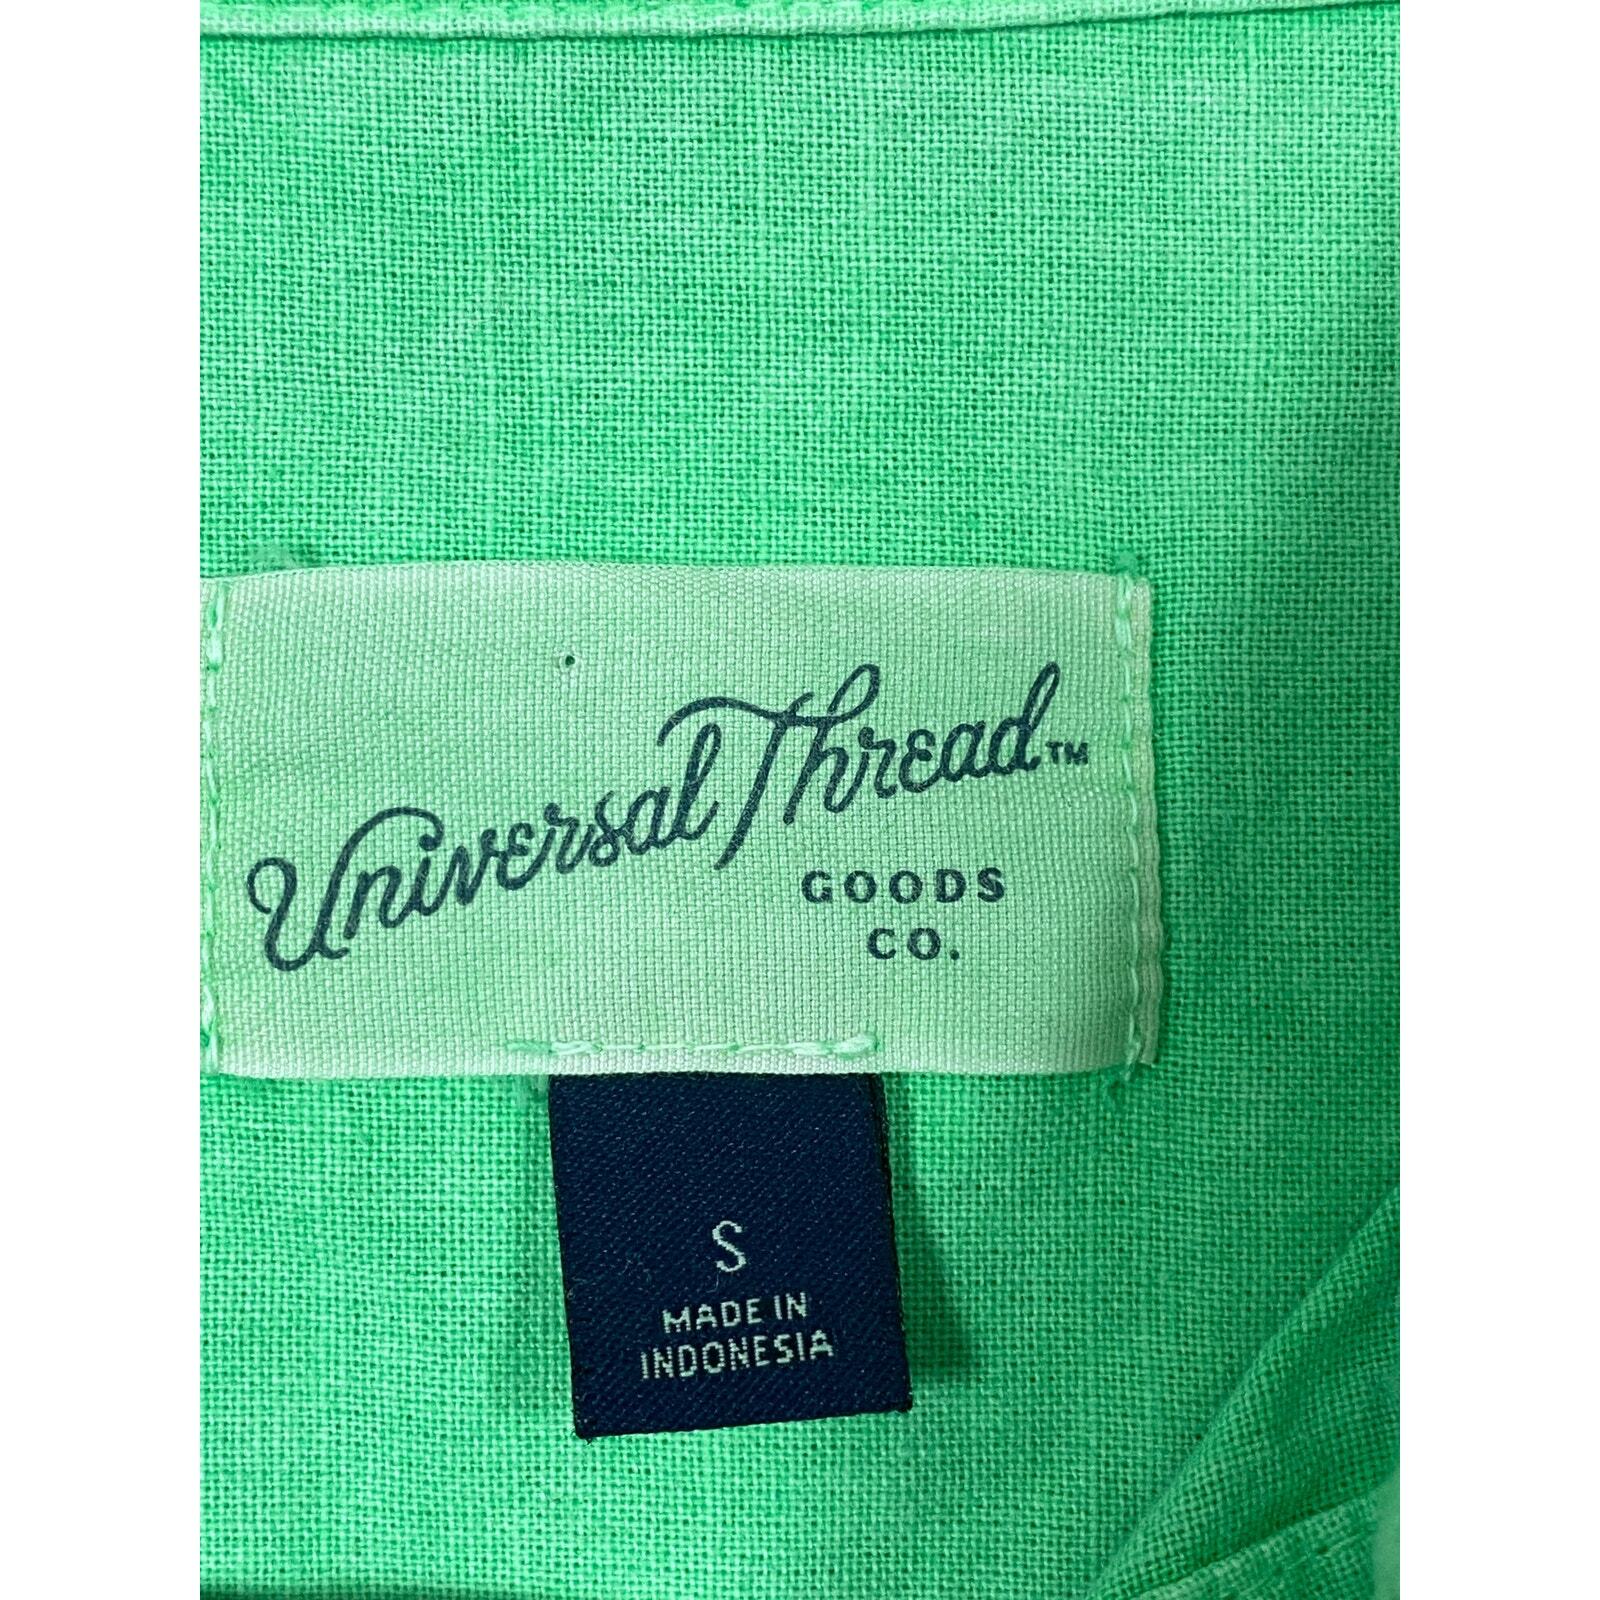 Universal Thread™
GOODS
CO.
S
MADE IN
INDONESIA